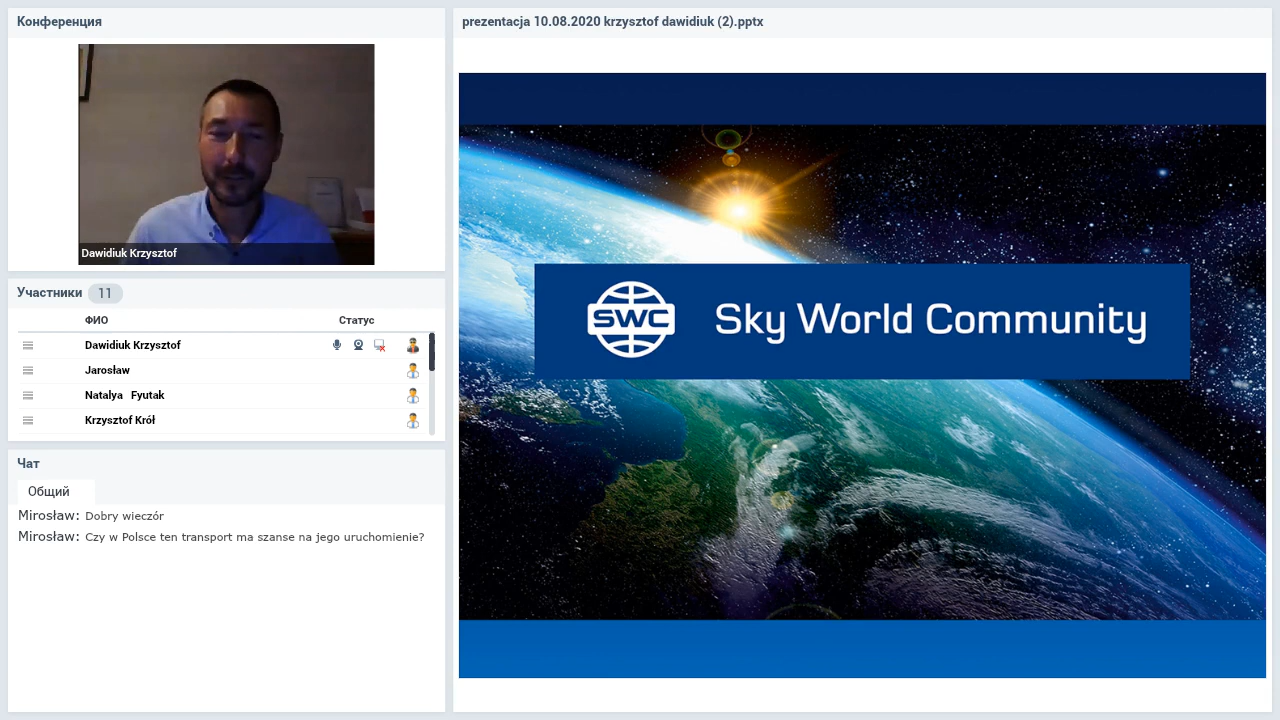 Конференция
Dawidiuk Krzysztof
Участники 11
ФИО Статус
Dawidiuk Krzysztof
Jarosław
Natalya Fyutak
Krzysztof Król
Чат
Общий
Mirosław: Dobry wieczór
Mirosław: Czy w Polsce ten transport ma szanse na jego uruchomienie?
prezentacja 10.08.2020 krzysztof dawidiuk (2).pptx
SWC Sky World Community